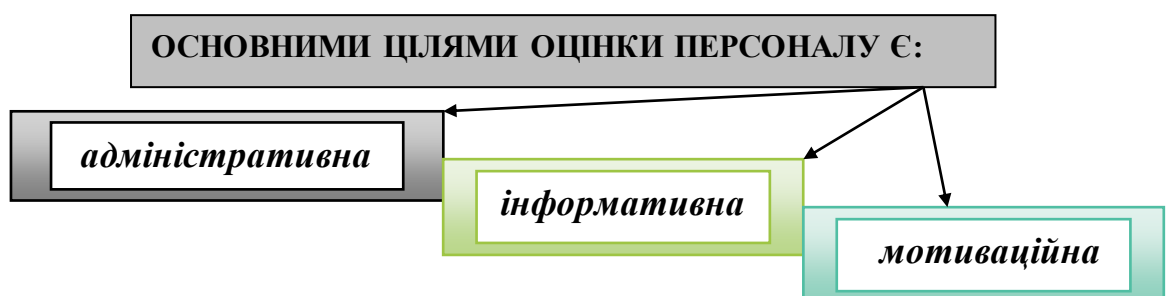 ОСНОВНИМИ ЦІЛЯМИ ОЦІНКИ ПЕРСОНАЛУ Є:
адміністративна
інформативна
мотиваційна